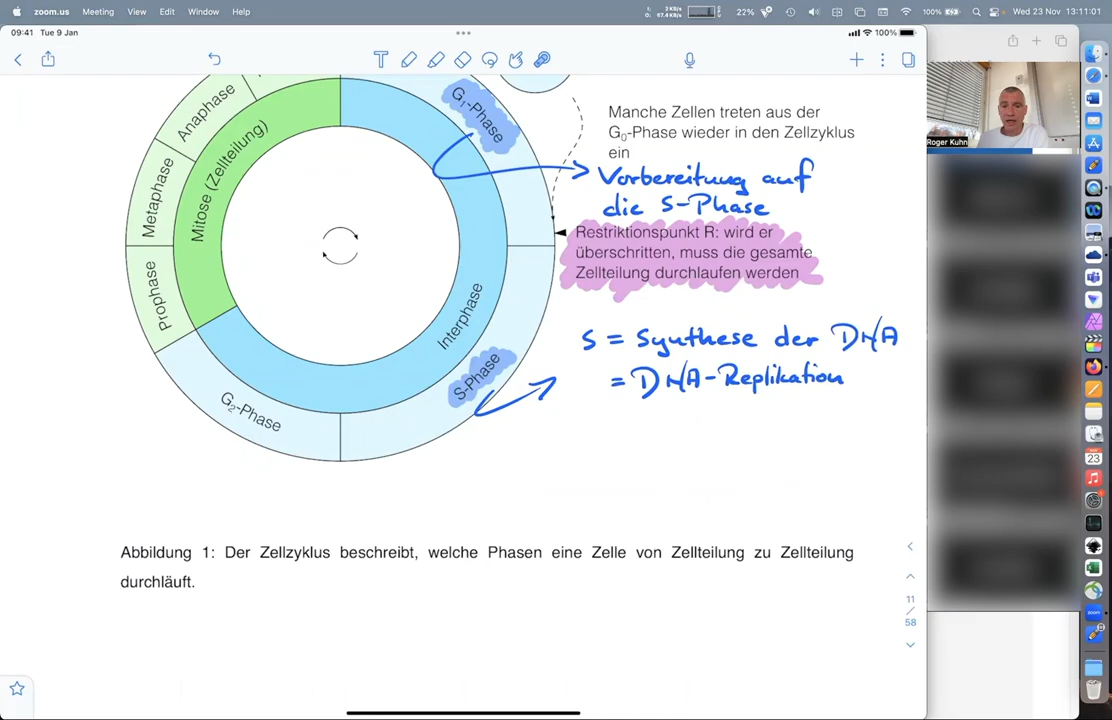 zoom.us Meeting View Edit Window Help
22%
100%
Wed 23 Nov 13:11:01
09:41 Tue 9 Jan
100%
Roger Kuhn
G₁-Phase
Anaphase
Metaphase
Prophase
Mitose (Zellteilung)
Interphase
S-Phase
G₂-Phase
Manche Zellen treten aus der
G₀-Phase wieder in den Zellzyklus
ein
Vorbereitung auf
die S-Phase
Restriktionspunkt R: wird er
überschritten, muss die gesamte
Zellteilung durchlaufen werden
S = Synthese der DNA
= DNA-Replikation
Abbildung 1: Der Zellzyklus beschreibt, welche Phasen eine Zelle von Zellteilung zu Zellteilung
durchläuft.
11
/
58
23
zoom